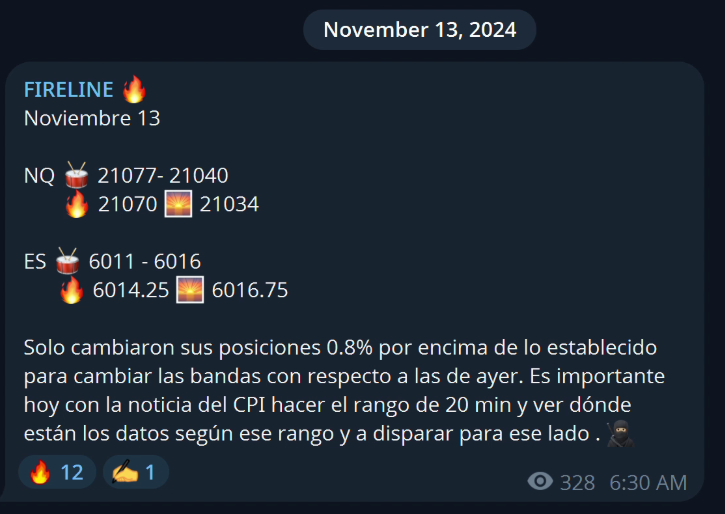 November 13, 2024
FIRELINE 🔥
Noviembre 13
NQ 🥁 21077- 21040
🔥 21070 🌅 21034
ES 🥁 6011 - 6016
🔥 6014.25 🌅 6016.75
Solo cambiaron sus posiciones 0.8% por encima de lo establecido
para cambiar las bandas con respecto a las de ayer. Es importante
hoy con la noticia del CPI hacer el rango de 20 min y ver dónde
están los datos según ese rango y a disparar para ese lado . 🥷
🔥 12 ✍️ 1
328 6:30 AM